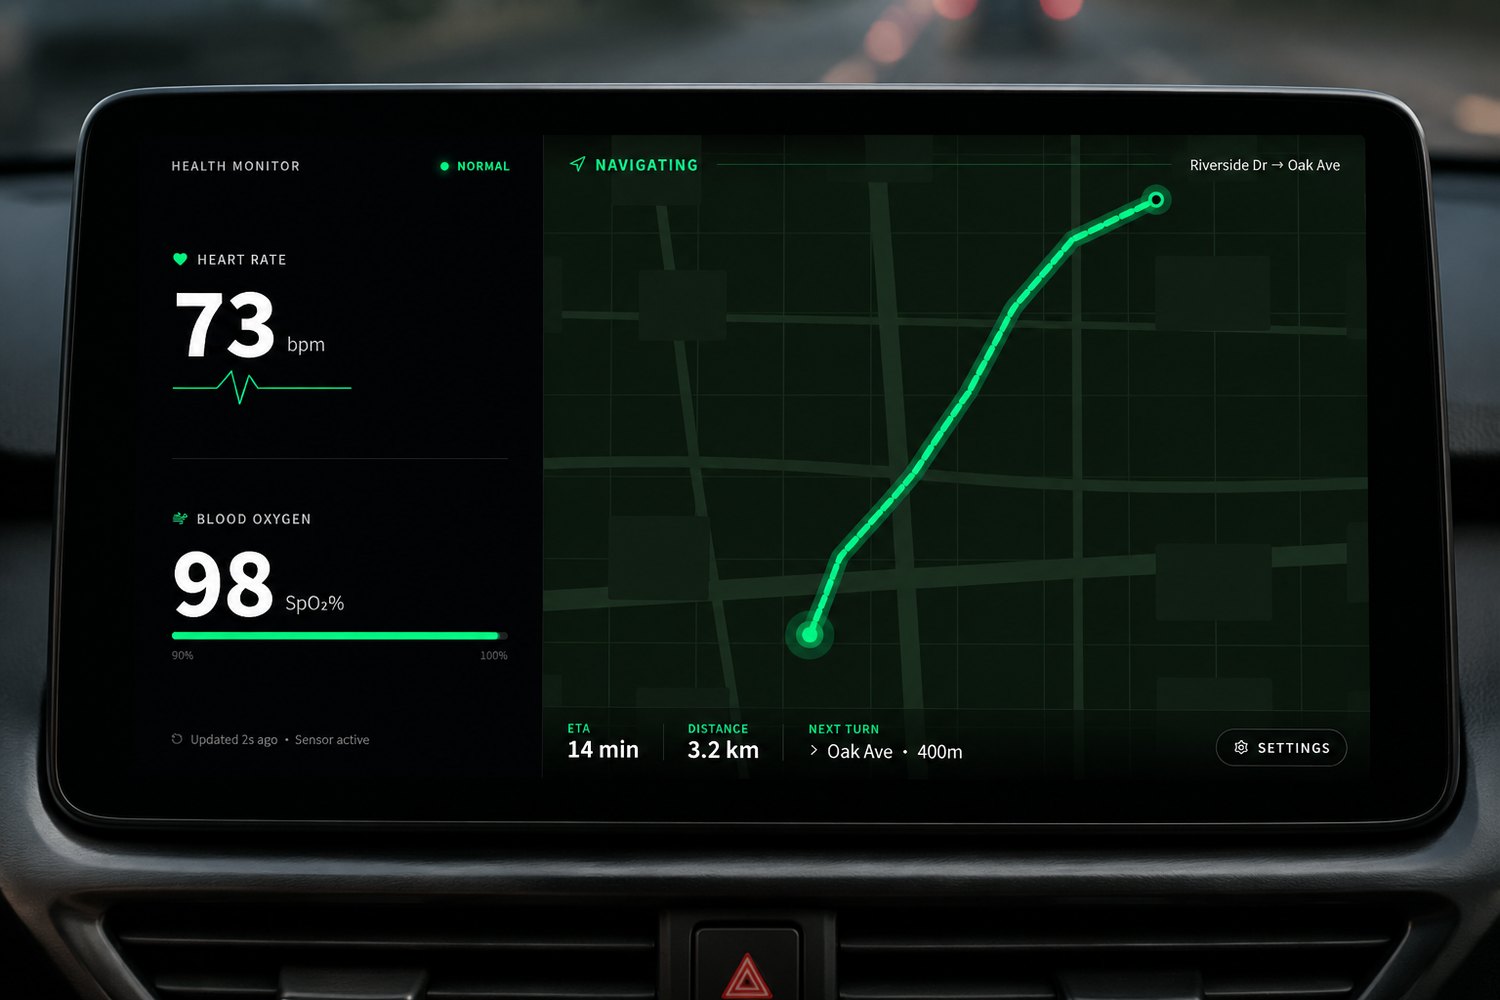 HEALTH MONITOR
NORMAL
HEART RATE
73 bpm
BLOOD OXYGEN
98 SpO₂%
90% 100%
Updated 2s ago • Sensor active
NAVIGATING
Riverside Dr → Oak Ave
ETA
14 min
DISTANCE
3.2 km
NEXT TURN
> Oak Ave • 400m
SETTINGS